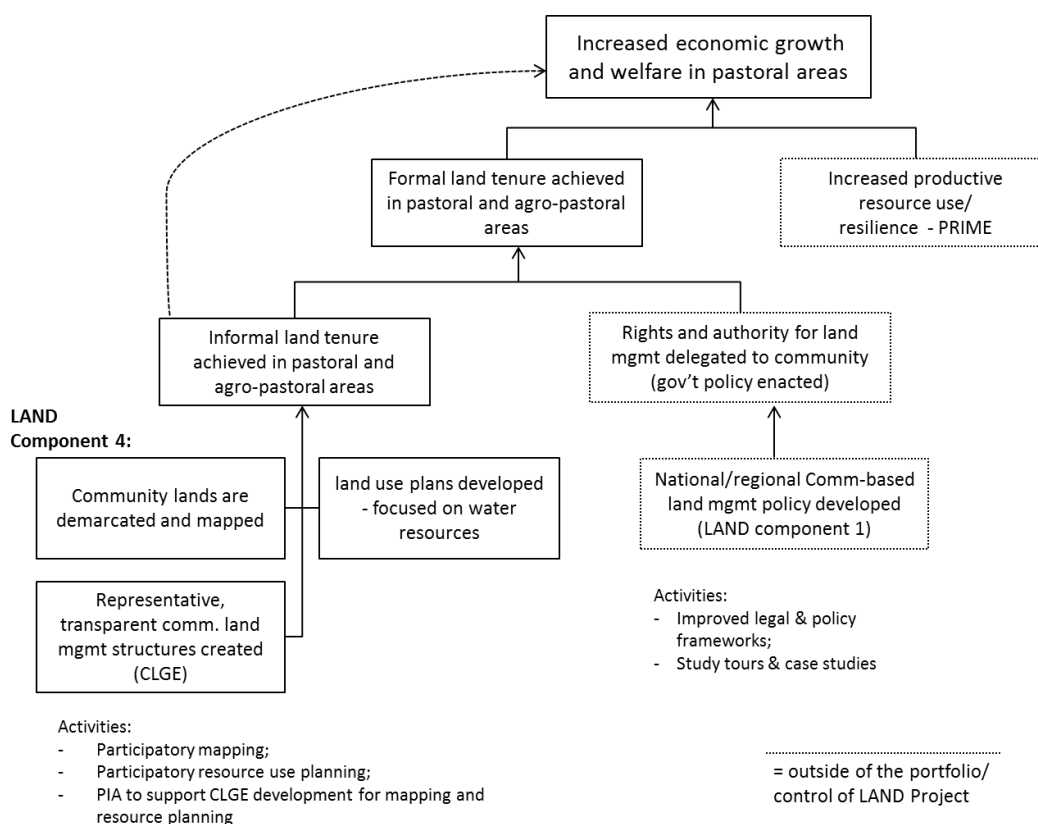 Increased economic growth
and welfare in pastoral areas
Formal land tenure achieved
in pastoral and agro-pastoral
areas
Increased productive
resource use/
resilience - PRIME
Informal land tenure
achieved in pastoral and
agro-pastoral areas
Rights and authority for land
mgmt delegated to community
(gov’t policy enacted)
LAND
Component 4:
Community lands are
demarcated and mapped
land use plans developed
- focused on water
resources
National/regional Comm-based
land mgmt policy developed
(LAND component 1)
Representative,
transparent comm. land
mgmt structures created
(CLGE)
Activities:
- Improved legal & policy
frameworks;
- Study tours & case studies
Activities:
- Participatory mapping;
- Participatory resource use planning;
- PIA to support CLGE development for mapping and
resource planning
= outside of the portfolio/
control of LAND Project